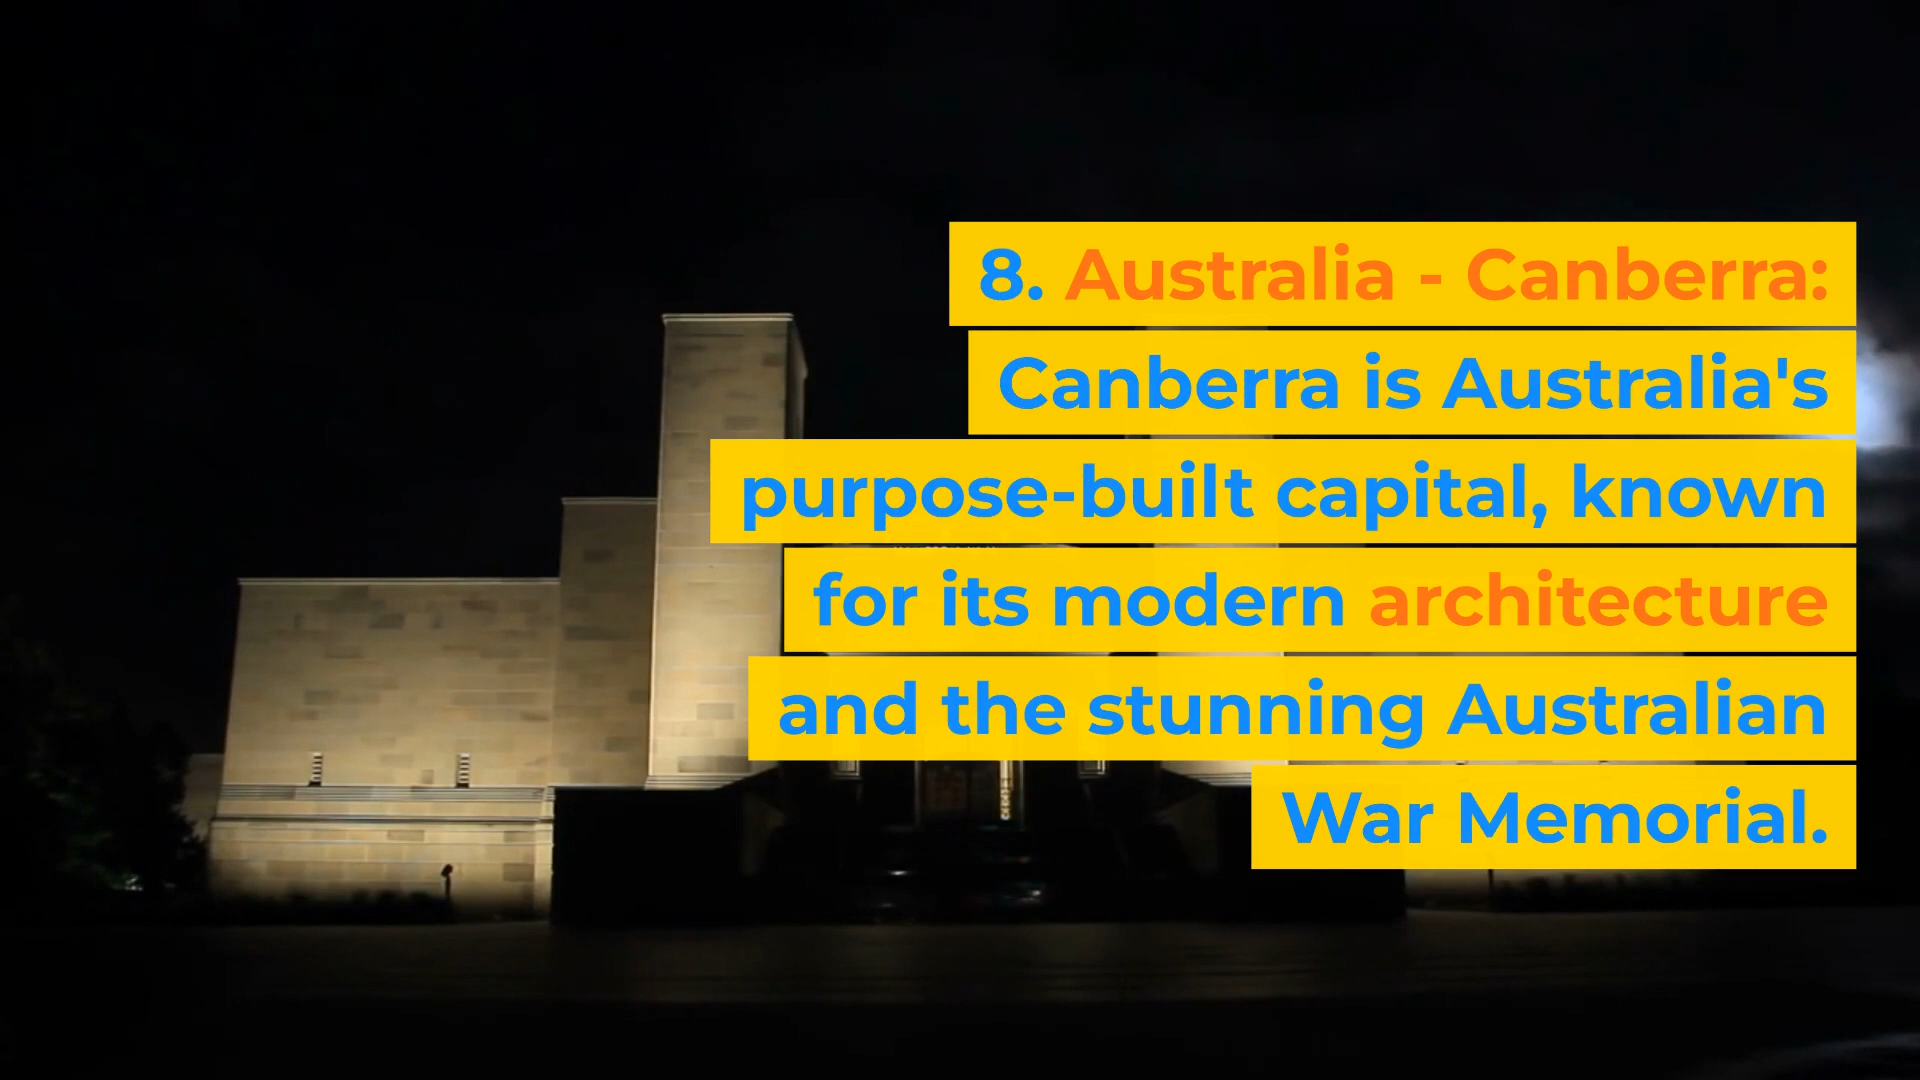 8. Australia - Canberra:
Canberra is Australia's
purpose-built capital, known
for its modern architecture
and the stunning Australian
War Memorial.